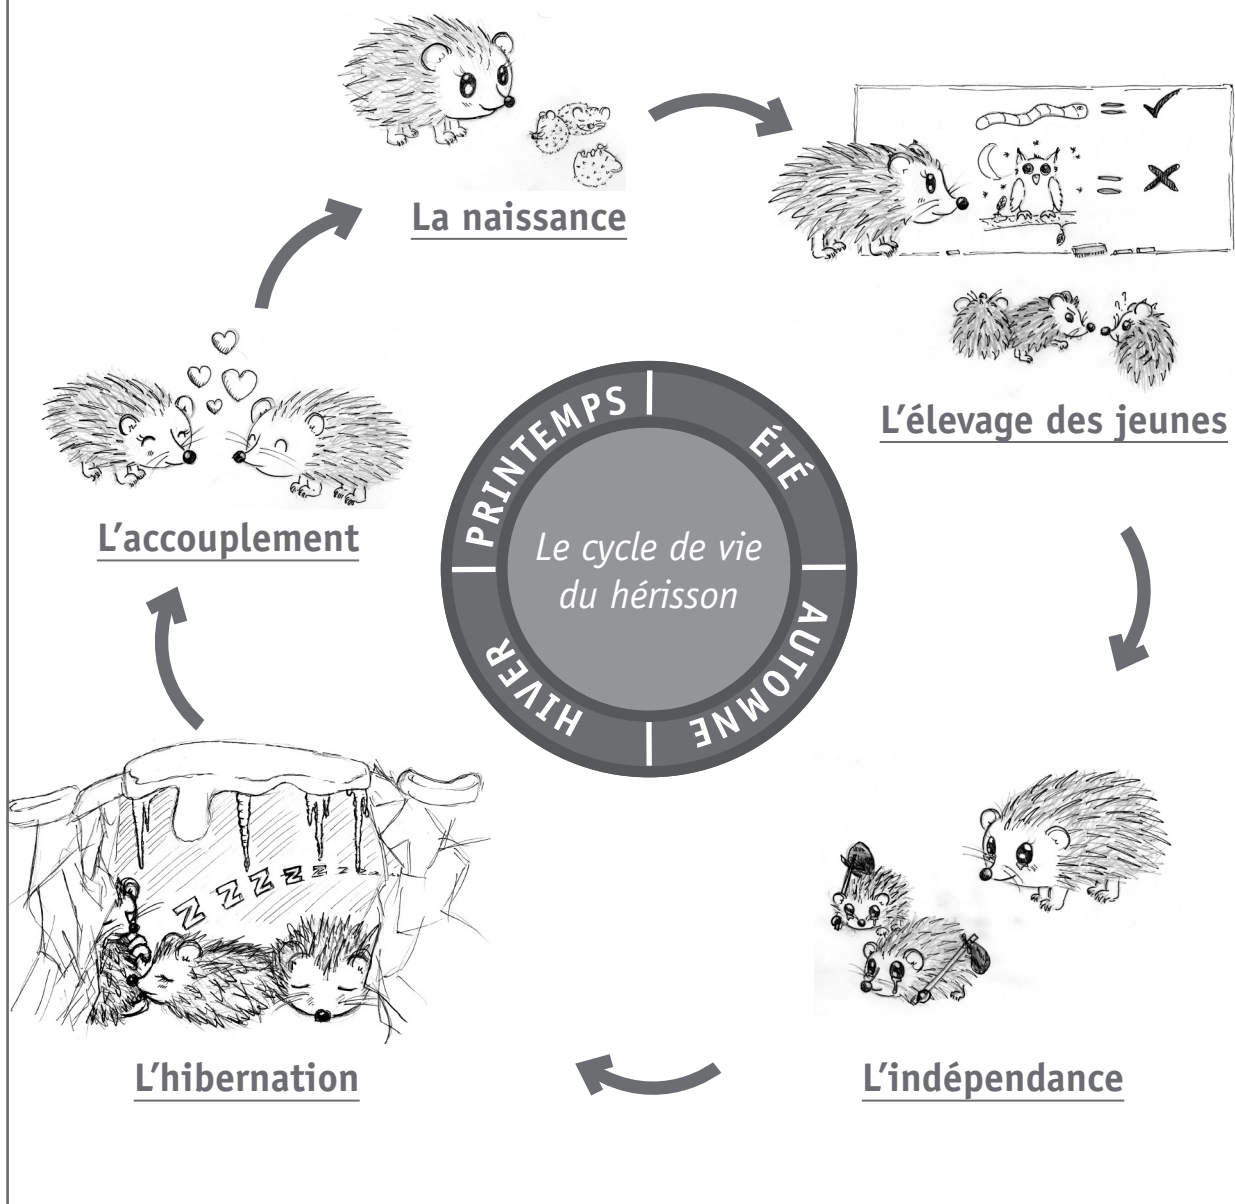 La naissance
L'élevage des jeunes
L'accouplement
PRINTEMPS
ÉTÉ
Le cycle de vie
du hérisson
HIVER
AUTOMNE
z z z z z z z
L'hibernation
L'indépendance